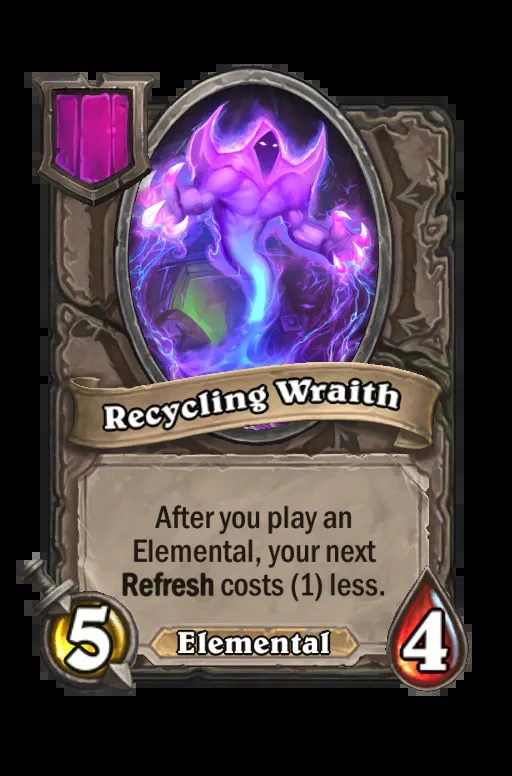 Recycling Wraith
After you play an
Elemental, your next
Refresh costs (1) less.
5
Elemental
4